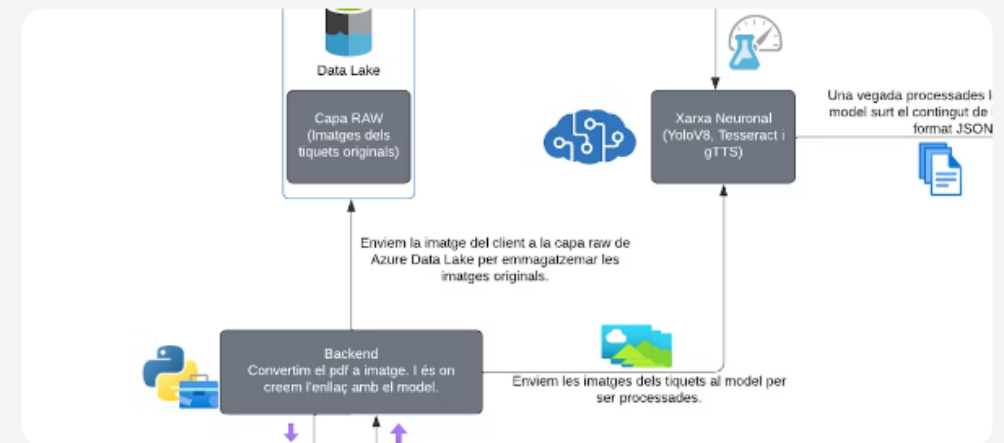 Data Lake
Capa RAW
(Imatges dels
tiquets originals)
Xarxa Neuronal
(YoloV8, Tesseract i
gTTS)
Una vegada processades
model surt el contingut de
format JSON
Enviem la imatge del client a la capa raw de
Azure Data Lake per emmagatzemar les
imatges originals.
Backend
Convertim el pdf a imatge. I és on
creem l'enllaç amb el model.
Enviem les imatges dels tiquets al model per
ser processades.